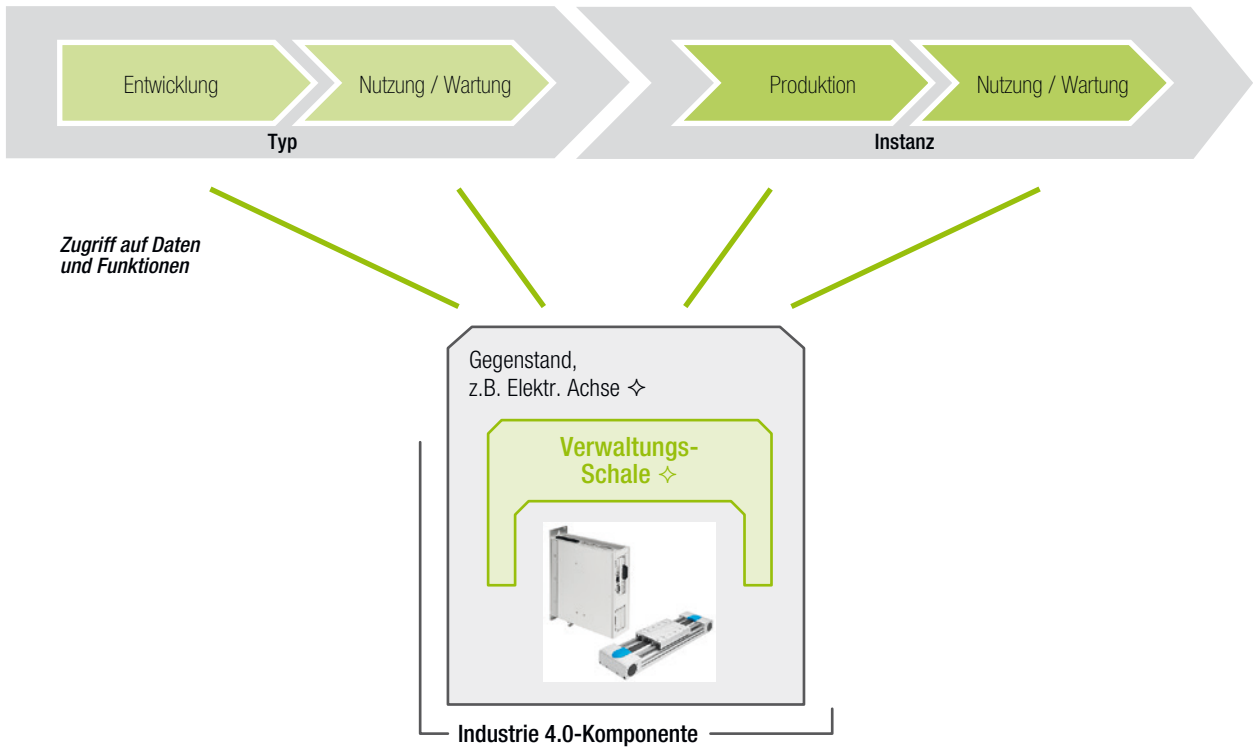 Entwicklung
Nutzung / Wartung
Produktion
Nutzung / Wartung
Typ
Instanz
Zugriff auf Daten
und Funktionen
Gegenstand,
z.B. Elektr. Achse ✧
Verwaltungs-
Schale ✧
Industrie 4.0-Komponente